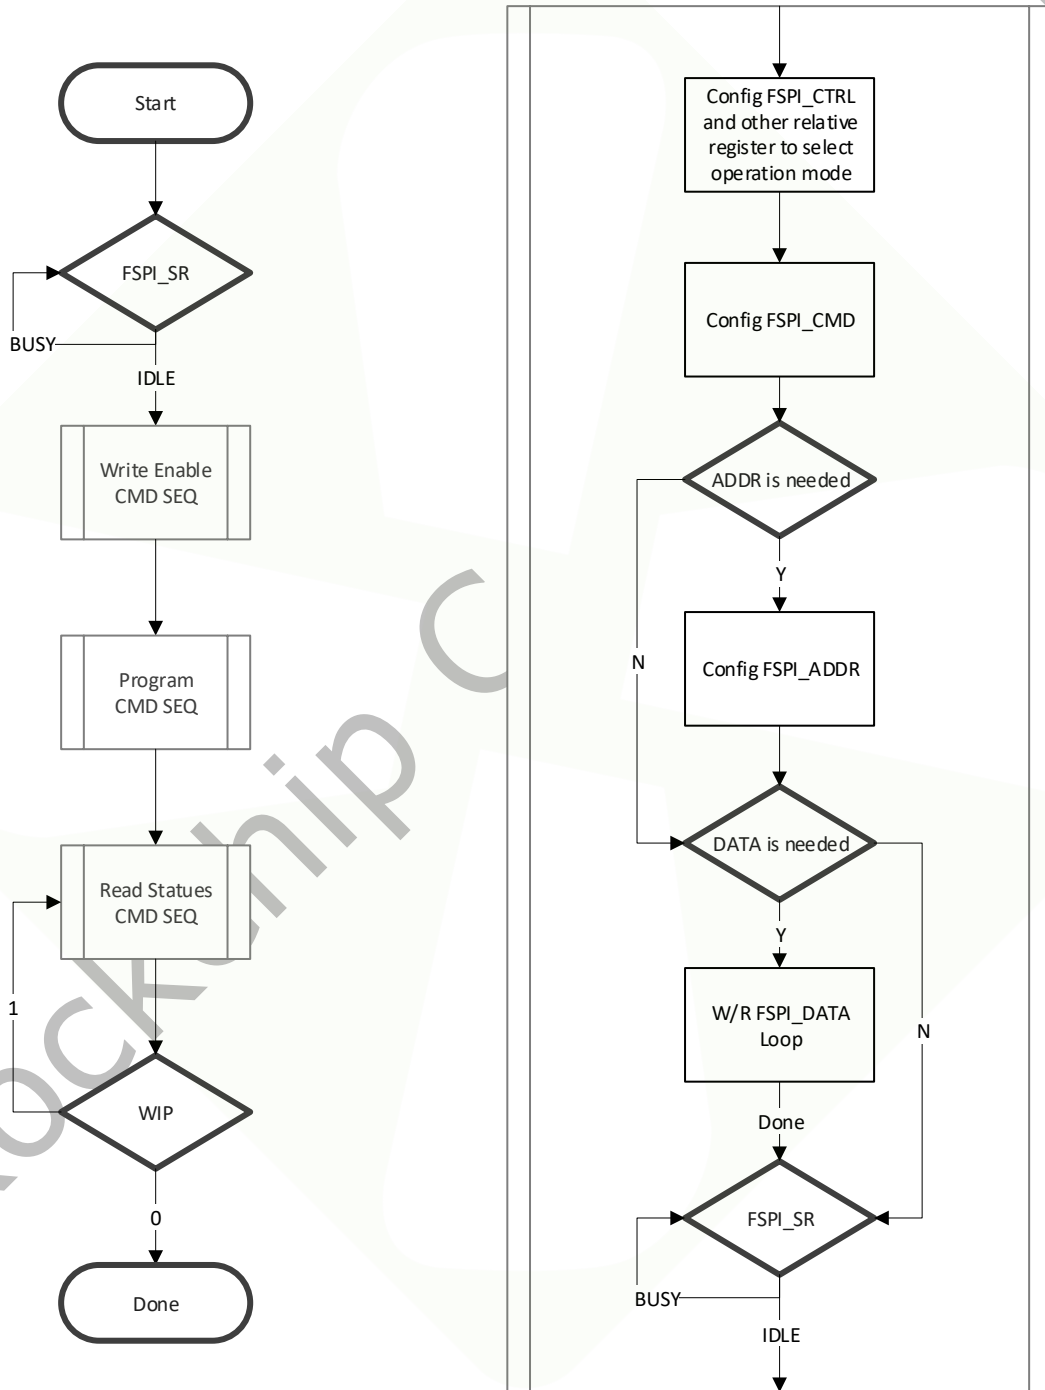 Start
FSPI_SR
BUSY
IDLE
Write Enable
CMD SEQ
Program
CMD SEQ
Read Statues
CMD SEQ
1
WIP
0
Done
Config FSPI_CTRL
and other relative
register to select
operation mode
Config FSPI_CMD
ADDR is needed
Y
N
Config FSPI_ADDR
DATA is needed
Y
N
W/R FSPI_DATA
Loop
Done
FSPI_SR
BUSY
IDLE
ockchip C